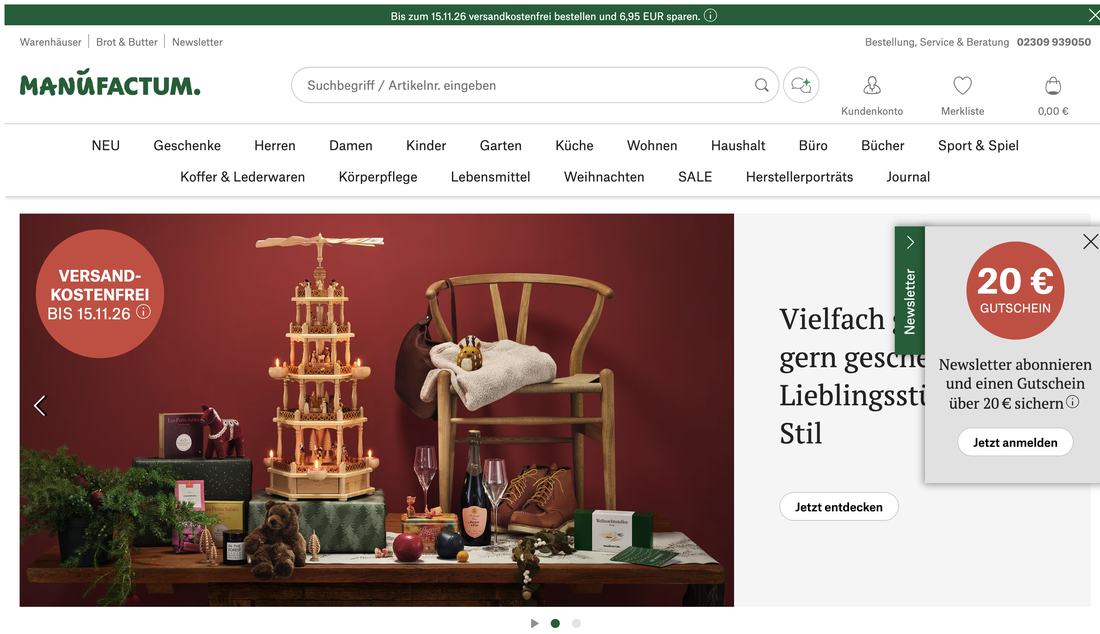 Bis zum 15.11.26 versandkostenfrei bestellen und 6,95 EUR sparen.
Warenhäuser
Brot & Butter
Newsletter
Bestellung, Service & Beratung 02309 939050
MANUFACTUM.
Suchbegriff / Artikelnr. eingeben
Kundenkonto
Merkliste
0,00 €
NEU
Geschenke
Herren
Damen
Kinder
Garten
Küche
Wohnen
Haushalt
Büro
Bücher
Sport & Spiel
Koffer & Lederwaren
Körperpflege
Lebensmittel
Weihnachten
SALE
Herstellerporträts
Journal
VERSAND-
KOSTENFREI
BIS 15.11.26
Vielfach
gern
Stil
Jetzt entdecken
Newsletter
20 €
GUTSCHEIN
Newsletter abonnieren
und einen Gutschein
über 20 € sichern
Jetzt anmelden